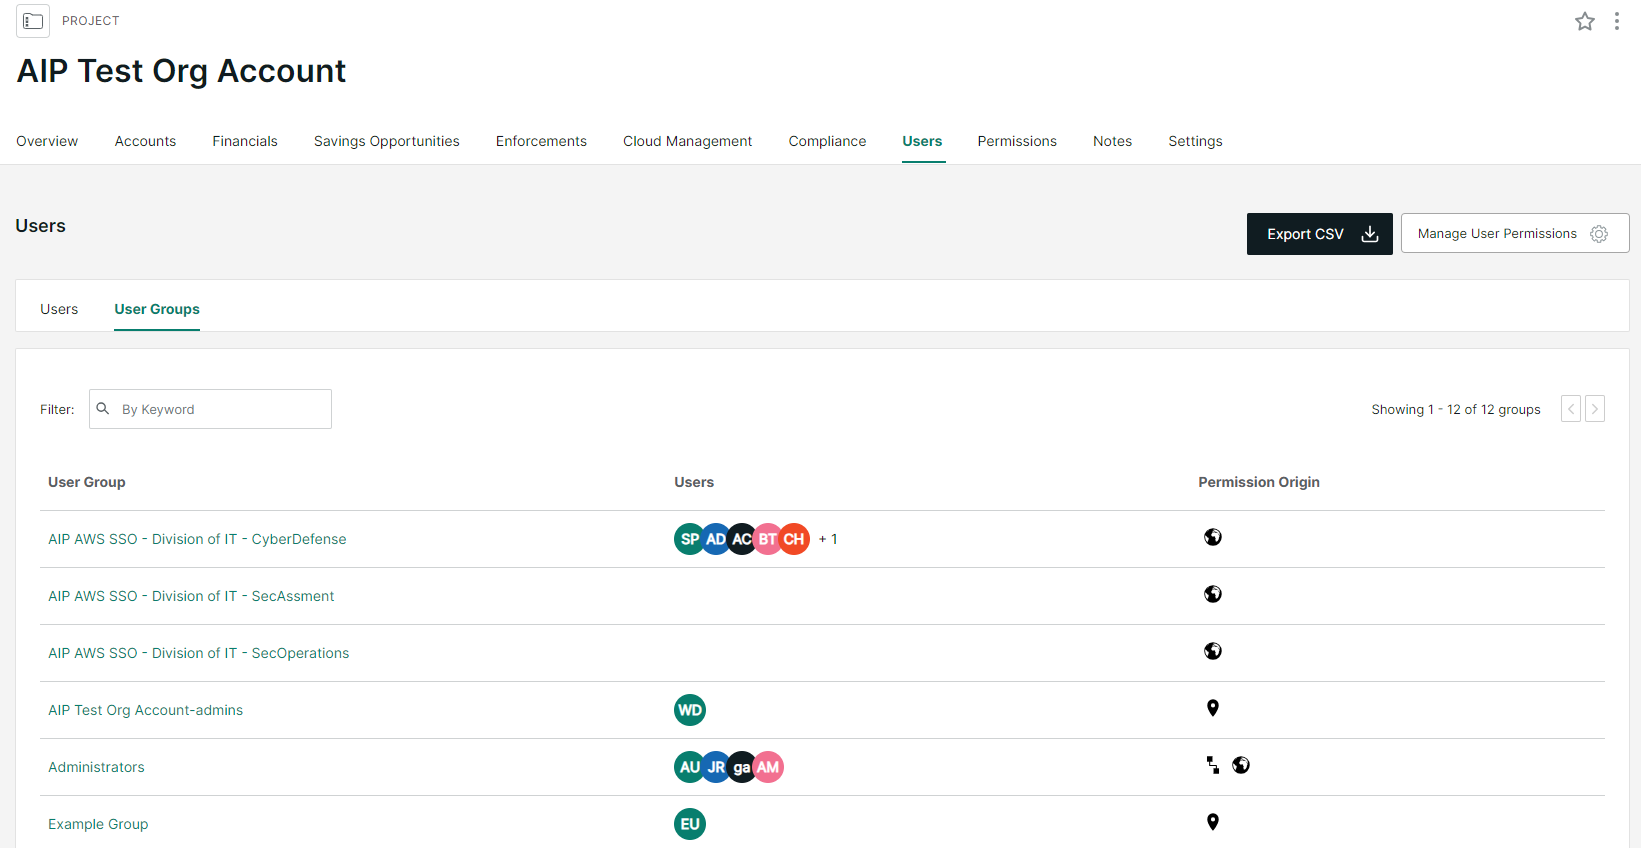 PROJECT
AIP Test Org Account
Overview Accounts Financials Savings Opportunities Enforcements Cloud Management Compliance Users Permissions Notes Settings
Users
Export CSV Manage User Permissions
Users User Groups
Filter: By Keyword Showing 1 - 12 of 12 groups
User Group Users Permission Origin
AIP AWS SSO - Division of IT - CyberDefense SP AD AC BT CH + 1
AIP AWS SSO - Division of IT - SecAssment
AIP AWS SSO - Division of IT - SecOperations
AIP Test Org Account-admins WD
Administrators AU JR ga AM
Example Group EU